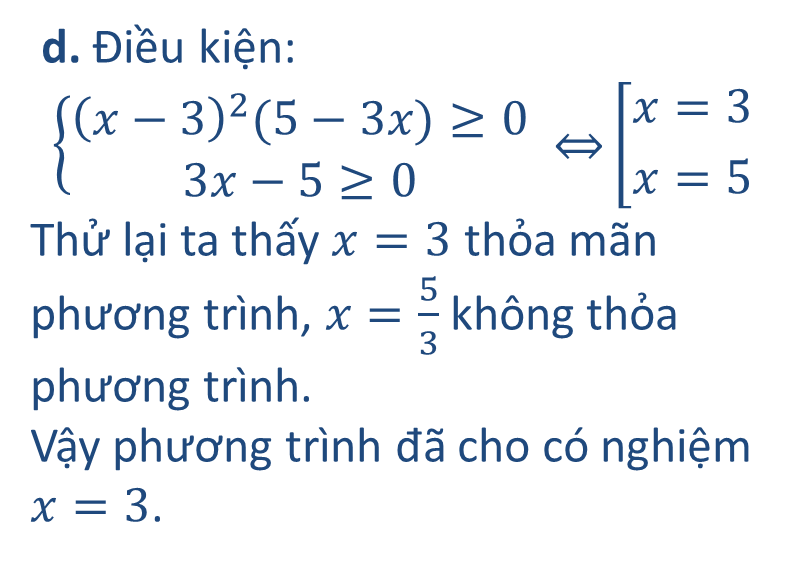 d. Điều kiện:
{(x − 3)²(5 − 3x) ≥ 0 ⇔ [x = 3
3x − 5 ≥ 0 x = 5
Thử lại ta thấy x = 3 thỏa mãn
phương trình, x = 5/3 không thỏa
phương trình.
Vậy phương trình đã cho có nghiệm
x = 3.